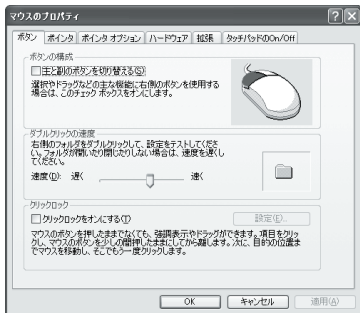 マウスのプロパティ
ボタン ポインタ ポインタ オプション ハードウェア 拡張 タッチパッドのOn/Off
ボタンの構成
主と副のボタンを切り替える(S)
選択やドラッグなどの主な機能に右側のボタンを使用する
場合は、このチェック ボックスをオンにします。
ダブルクリックの速度
右側のフォルダをダブルクリックして、設定をテストしてくださ
い。フォルダが開いたり閉じたりしない場合は、速度を遅くし
てください。
速度(D): 遅く 速く
クリックロック
クリックロックをオンにする(T) 設定(E)...
マウスのボタンを押したままでなくても、強調表示やドラッグができます。項目をクリッ
クし、マウスのボタンを少しの間押したままにしてから離します。次に、目的の位置ま
でマウスを移動し、そこでもう一度クリックします。
OK キャンセル 適用(A)